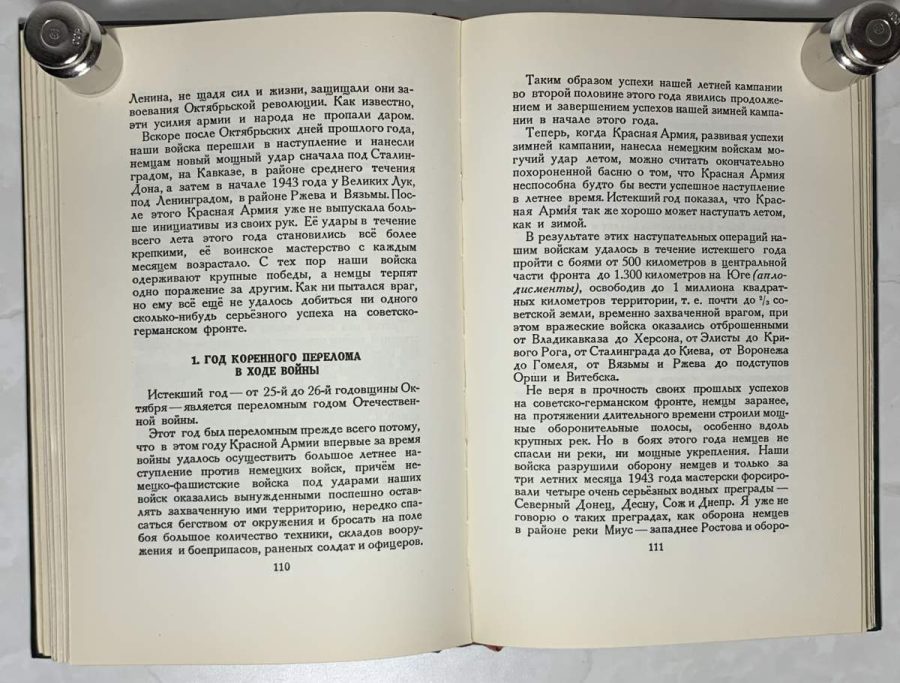 Ленина, не щадя сил и жизни, защищали они за-
воевания Октябрьской революции. Как известно,
эти усилия армии и народа не пропали даром.
Вскоре после Октябрьских дней прошлого года,
наши войска перешли в наступление и нанесли
немцам новый мощный удар сначала под Сталин-
градом, на Кавказе, в районе среднего течения
Дона, а затем в начале 1943 года у Великих Лук,
под Ленинградом, в районе Ржева и Вязьмы. Пос-
ле этого Красная Армия уже не выпускала боль-
ше инициативы из своих рук. Её удары в течение
всего лета этого года становились всё более
крепкими, её воинское мастерство с каждым
месяцем возрастало. С тех пор наши войска
одерживают крупные победы, а немцы терпят
одно поражение за другим. Как ни пытался враг,
но ему всё ещё не удалось добиться ни одного
сколько-нибудь серьёзного успеха на советско-
германском фронте.
1. ГОД КОРЕННОГО ПЕРЕЛОМА
В ХОДЕ ВОЙНЫ
Истекший год — от 25-й до 26-й годовщины Ок-
тября — является переломным годом Отечествен-
ной войны.
Этот год был переломным прежде всего потому,
что в этом году Красной Армии впервые за время
войны удалось осуществить большое летнее на-
ступление против немецких войск, причём не-
мецко-фашистские войска под ударами наших
войск оказались вынужденными поспешно остав-
лять захваченную ими территорию, нередко спа-
саться бегством от окружения и бросать на поле
боя большое количество техники, складов воору-
жения и боеприпасов, раненых солдат и офицеров.
110
Таким образом успехи нашей летней кампании
во второй половине этого года явились продолже-
нием и завершением успехов нашей зимней кампа-
нии в начале этого года.
Теперь, когда Красная Армия, развивая успехи
зимней кампании, нанесла немецким войскам мо-
гучий удар летом, можно считать окончательно
похороненной басню о том, что Красная Армия
неспособна будто бы вести успешное наступление
в летнее время. Истекший год показал, что Крас-
ная Армия так же хорошо может наступать летом,
как и зимой.
В результате этих наступательных операций на-
шим войскам удалось в течение истекшего года
пройти с боями от 500 километров в центральной
части фронта до 1.300 километров на Юге (апло-
дисменты), освободив до 1 миллиона квадрат-
ных километров территории, т. е. почти до ²/₃ со-
ветской земли, временно захваченной врагом, при
этом вражеские войска оказались отброшенными
от Владикавказа до Херсона, от Элисты до Кри-
вого Рога, от Сталинграда до Киева, от Воронежа
до Гомеля, от Вязьмы и Ржева до подступов
Орши и Витебска.
Не веря в прочность своих прошлых успехов
на советско-германском фронте, немцы заранее,
на протяжении длительного времени строили мощ-
ные оборонительные полосы, особенно вдоль
крупных рек. Но в боях этого года немцев не
спасли ни реки, ни мощные укрепления. Наши
войска разрушили оборону немцев и только за
три летних месяца 1943 года мастерски форсиро-
вали четыре очень серьёзных водных преграды —
Северный Донец, Десну, Сож и Днепр. Я уже не
говорю о таких преградах, как оборона немцев
в районе реки Миус — западнее Ростова и оборо-
111